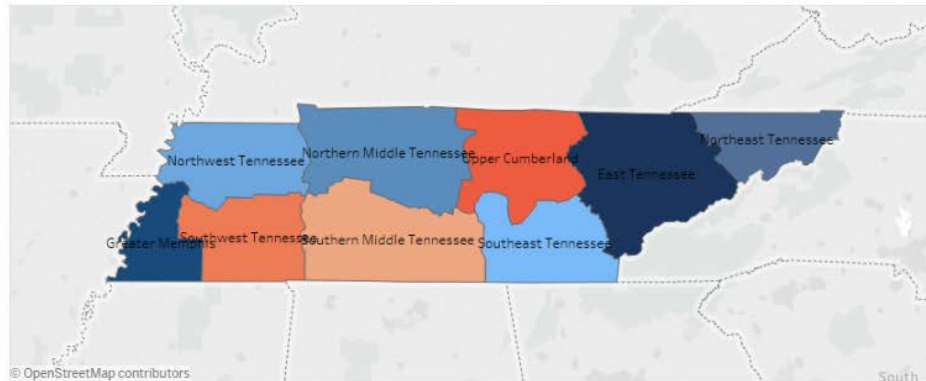 Northwest Tennessee
Northern Middle Tennessee
Upper Cumberland
East Tennessee
Northeast Tennessee
Greater Memphis
Southwest Tennessee
Southern Middle Tennessee
Southeast Tennessee
© OpenStreetMap contributors
South